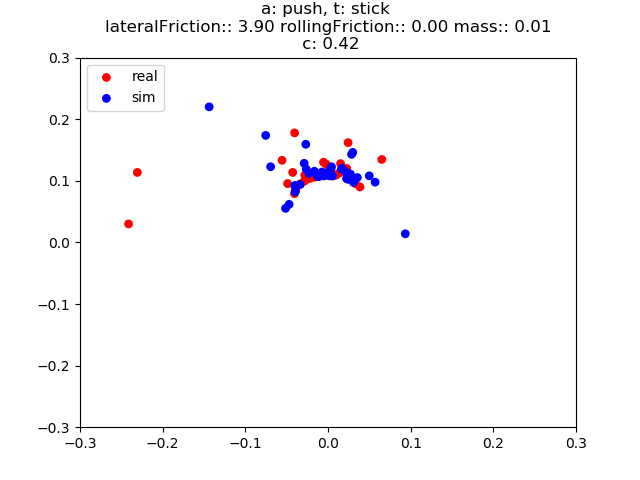 a: push, t: stick
lateralFriction:: 3.90 rollingFriction:: 0.00 mass:: 0.01
c: 0.42
real
sim
0.3
0.2
0.1
0.0
−0.1
−0.2
−0.3
−0.3 −0.2 −0.1 0.0 0.1 0.2 0.3